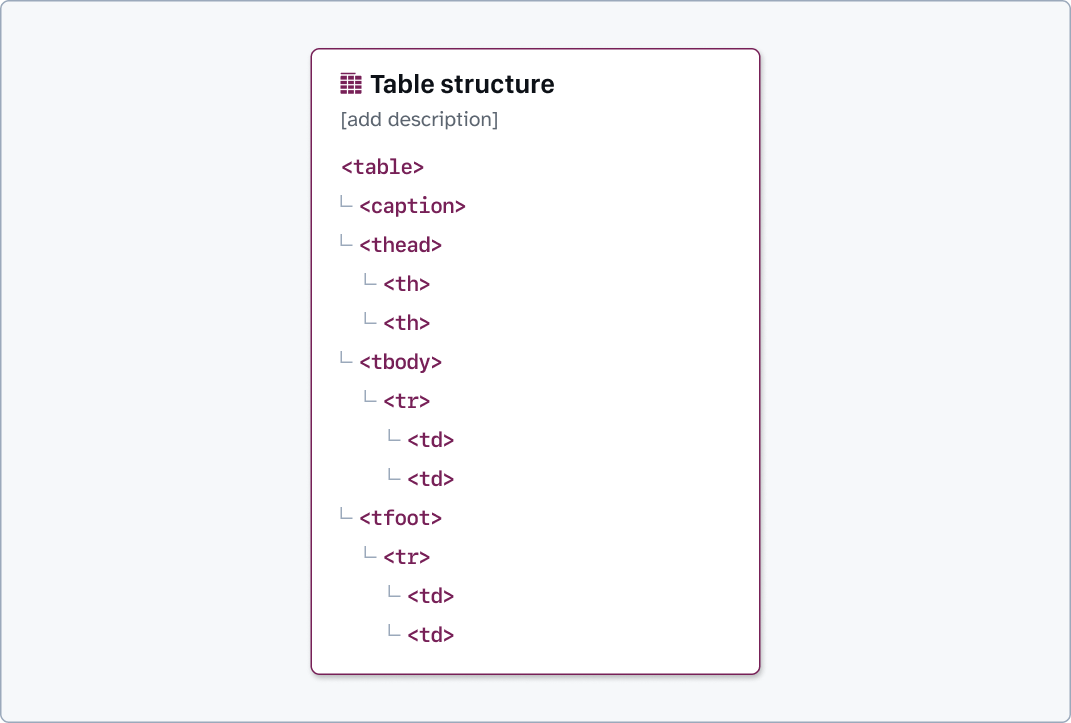 Table structure
[add description]
<table>
<caption>
<thead>
<th>
<th>
<tbody>
<tr>
<td>
<td>
<tfoot>
<tr>
<td>
<td>